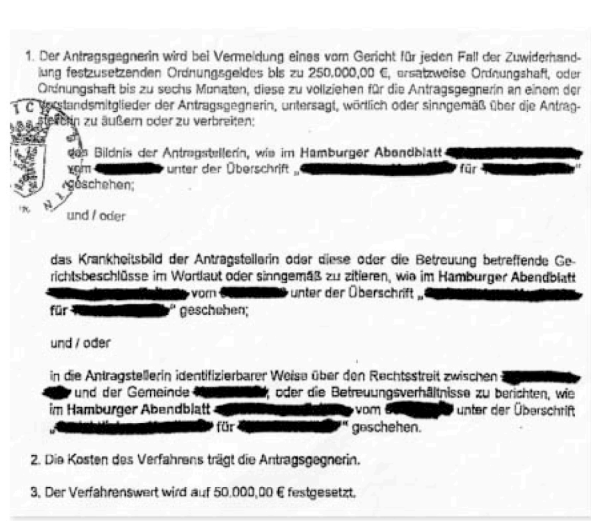 1. Der Antragsgegnerin wird bei Vermeidung eines vom Gericht für jeden Fall der Zuwiderhand-
lung festzusetzenden Ordnungsgeldes bis zu 250.000,00 €, ersatzweise Ordnungshaft, oder
Ordnungshaft bis zu sechs Monaten, diese zu vollziehen für die Antragsgegnerin an einem der
Vorstandsmitglieder der Antragsgegnerin, untersagt, wörtlich oder sinngemäß über die Antrag-
stellerin zu äußern oder zu verbreiten:
das Bildnis der Antragstellerin, wie im Hamburger Abendblatt
vom unter der Überschrift „ für "
geschehen;
und / oder
das Krankheitsbild der Antragstellerin oder diese oder die Betreuung betreffende Ge-
richtsbeschlüsse im Wortlaut oder sinngemäß zu zitieren, wie im Hamburger Abendblatt
vom unter der Überschrift „
für " geschehen;
und / oder
in die Antragstellerin identifizierbarer Weise über den Rechtsstreit zwischen
und der Gemeinde , oder die Betreuungsverhältnisse zu berichten, wie
im Hamburger Abendblatt vom unter der Überschrift
„ für " geschehen.
2. Die Kosten des Verfahrens trägt die Antragsgegnerin.
3. Der Verfahrenswert wird auf 50.000,00 € festgesetzt.